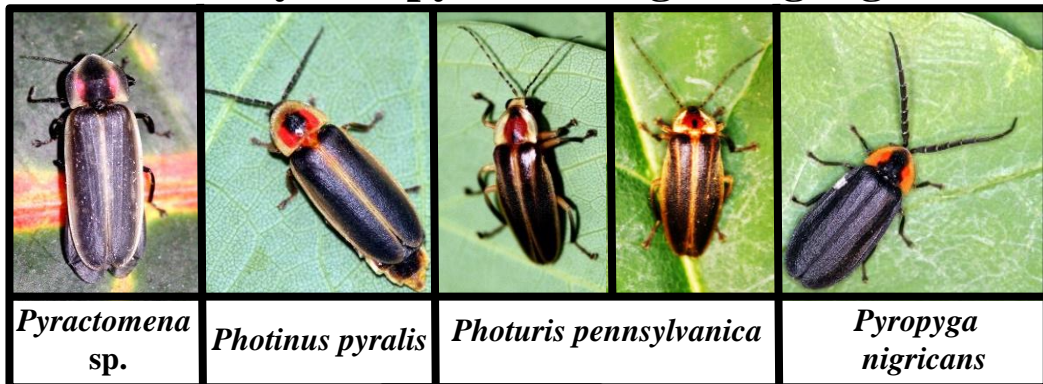 Pyractomena
sp.
Photinus pyralis
Photuris pennsylvanica
Pyropyga
nigricans